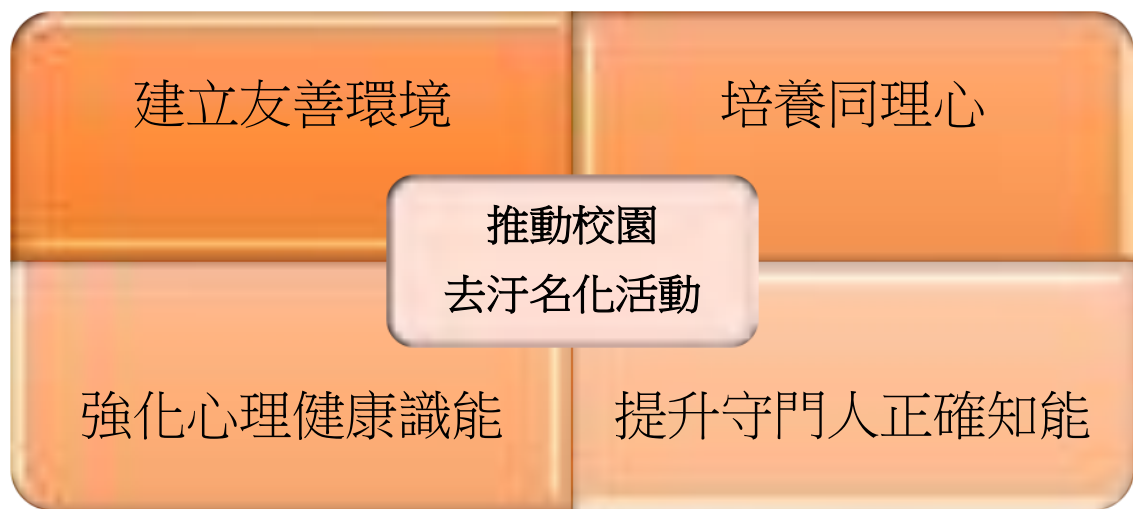 建立友善環境
培養同理心
推動校園
去汙名化活動
強化心理健康識能
提升守門人正確知能